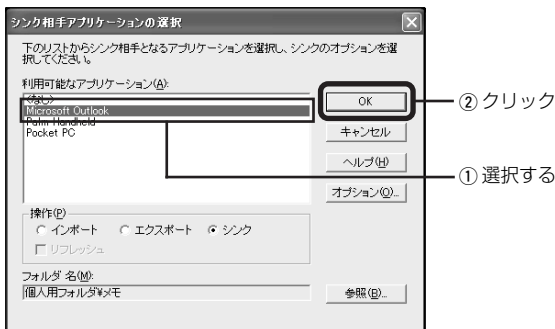 シンク相手アプリケーションの選択
下のリストからシンク相手となるアプリケーションを選択し、シンクのオプションを選
択してください。
利用可能なアプリケーション(A):
<なし>
Microsoft Outlook
Palm Handheld
Pocket PC
OK
キャンセル
ヘルプ(H)
オプション(O)...
② クリック
① 選択する
操作(P)
インポート エクスポート シンク
リフレッシュ
フォルダ 名(M):
個人用フォルダ¥メモ
参照(B)...